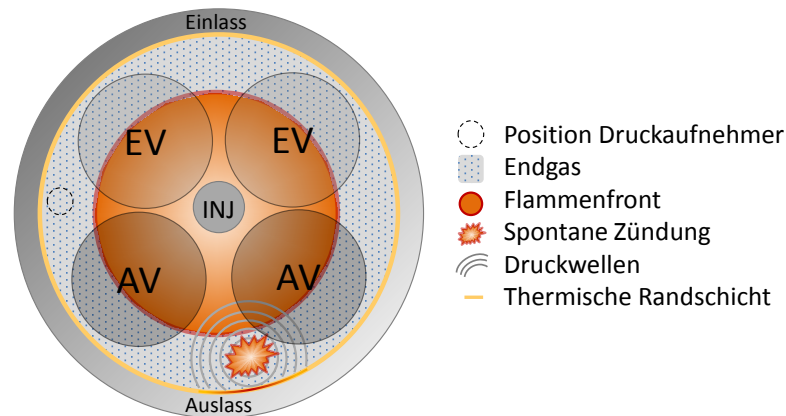 Einlass
EV
EV
INJ
AV
AV
Auslass
Position Druckaufnehmer
Endgas
Flammenfront
Spontane Zündung
Druckwellen
Thermische Randschicht